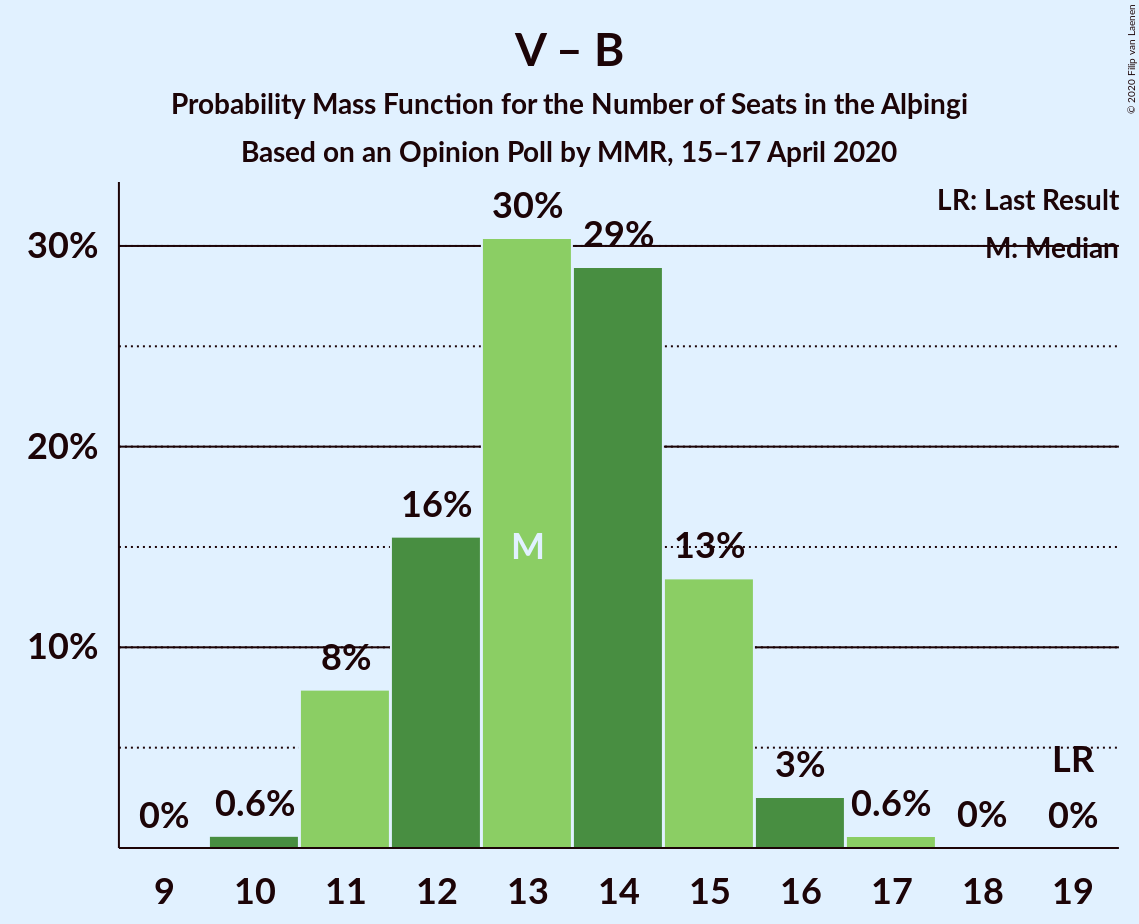 V – B
Probability Mass Function for the Number of Seats in the Alþingi
Based on an Opinion Poll by MMR, 15–17 April 2020
© 2020 Filip van Laenen
LR: Last Result
M: Median
30%
20%
10%
0%
0.6%
8%
16%
30%
M
29%
13%
3%
0.6%
0%
LR
0%
9 10 11 12 13 14 15 16 17 18 19